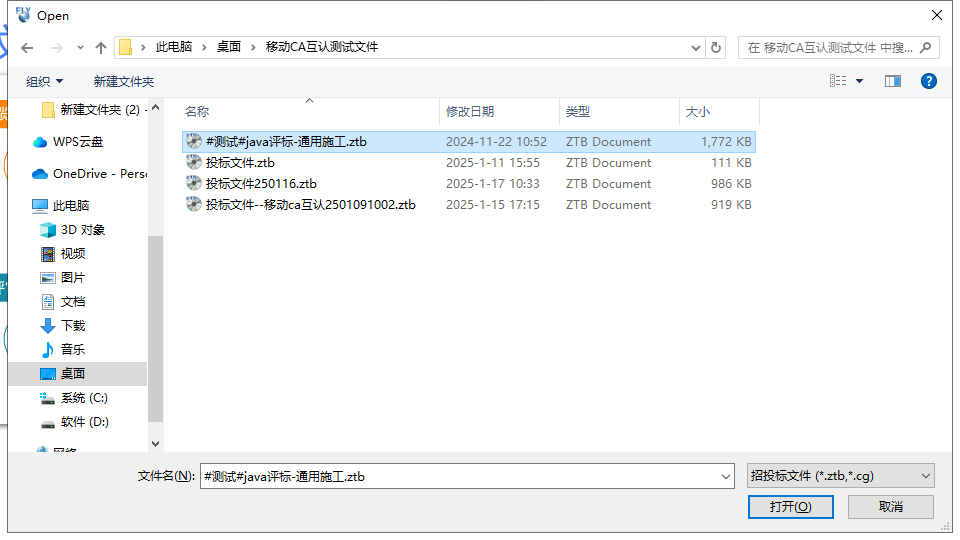 FLY Open
此电脑 > 桌面 > 移动CA互认测试文件
在 移动CA互认测试文件 中搜...
组织 新建文件夹
新建文件夹 (2) -
WPS云盘
OneDrive - Perso
此电脑
3D 对象
视频
图片
文档
下载
音乐
桌面
系统 (C:)
软件 (D:)
网络
名称 修改日期 类型 大小
#测试#java评标-通用施工.ztb 2024-11-22 10:52 ZTB Document 1,772 KB
投标文件.ztb 2025-1-11 15:55 ZTB Document 111 KB
投标文件250116.ztb 2025-1-17 10:33 ZTB Document 986 KB
投标文件--移动ca互认2501091002.ztb 2025-1-15 17:15 ZTB Document 919 KB
文件名(N): #测试#java评标-通用施工.ztb 招投标文件 (*.ztb,*.cg)
打开(O) 取消